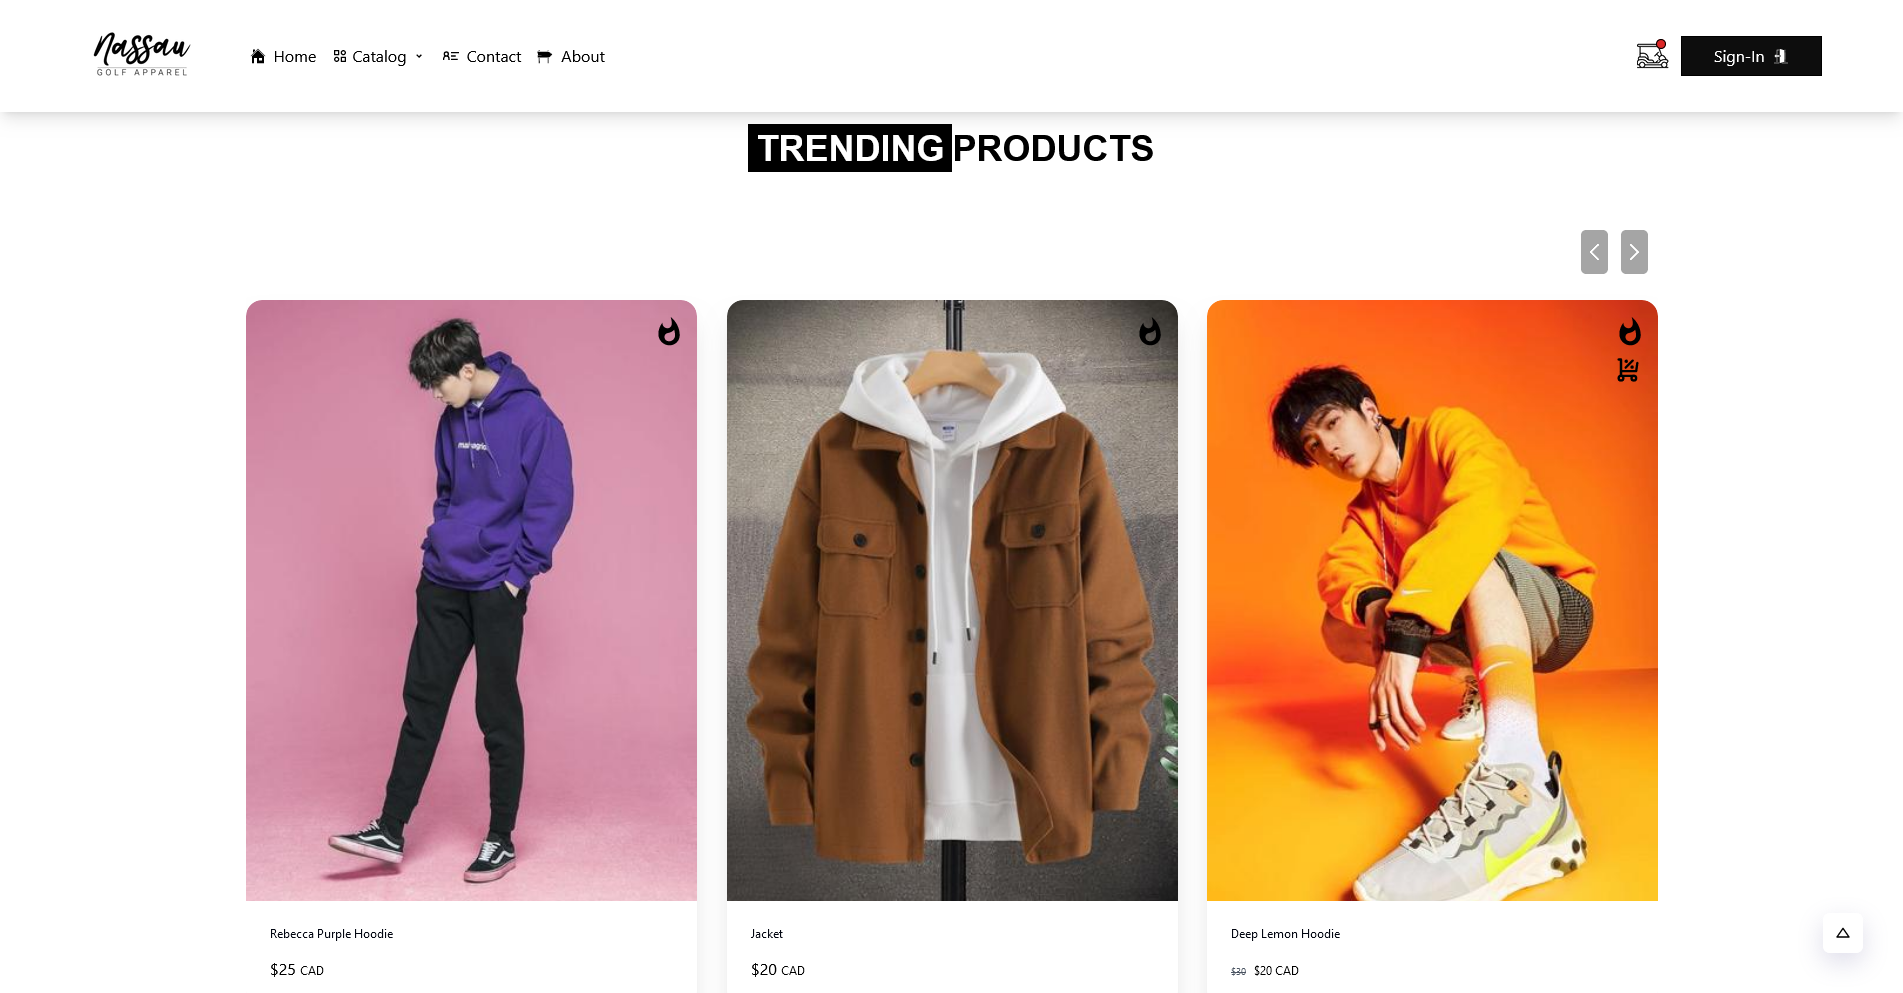 Nassau
GOLF APPAREL
Home
Catalog
Contact
About
Sign-In
TRENDING PRODUCTS
Rebecca Purple Hoodie
$25 CAD
Jacket
$20 CAD
Deep Lemon Hoodie
$30 $20 CAD